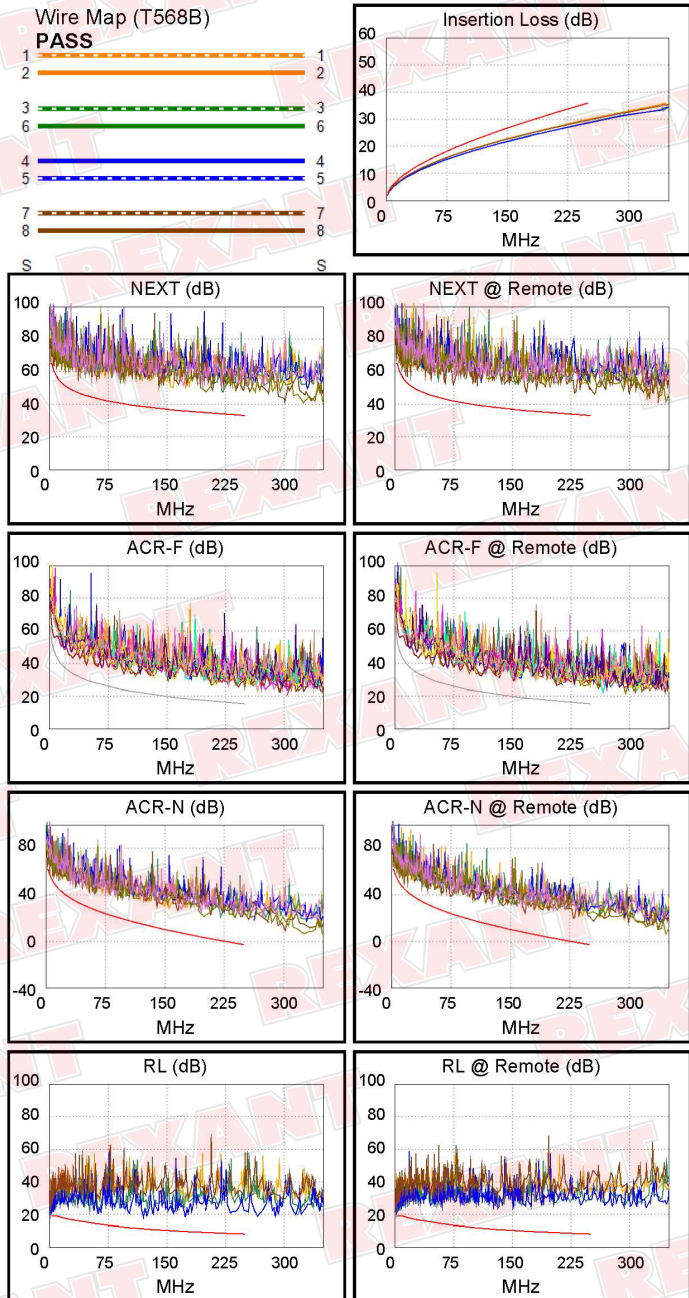 Wire Map (T568B)
PASS
1 1
2 2
3 3
6 6
4 4
5 5
7 7
8 8
S S
Insertion Loss (dB)
60
50
40
30
20
10
0
75 150 225 300
MHz
NEXT (dB)
100
80
60
40
20
0
0 75 150 225 300
MHz
NEXT @ Remote (dB)
100
80
60
40
20
0
0 75 150 225 300
MHz
ACR-F (dB)
100
80
60
40
20
0
0 75 150 225 300
MHz
ACR-F @ Remote (dB)
100
80
60
40
20
0
0 75 150 225 300
MHz
ACR-N (dB)
80
40
0
-40
0 75 150 225 300
MHz
ACR-N @ Remote (dB)
80
40
0
-40
0 75 150 225 300
MHz
RL (dB)
100
80
60
40
20
0
0 75 150 225 300
MHz
RL @ Remote (dB)
100
80
60
40
20
0
0 75 150 225 300
MHz
REXANT